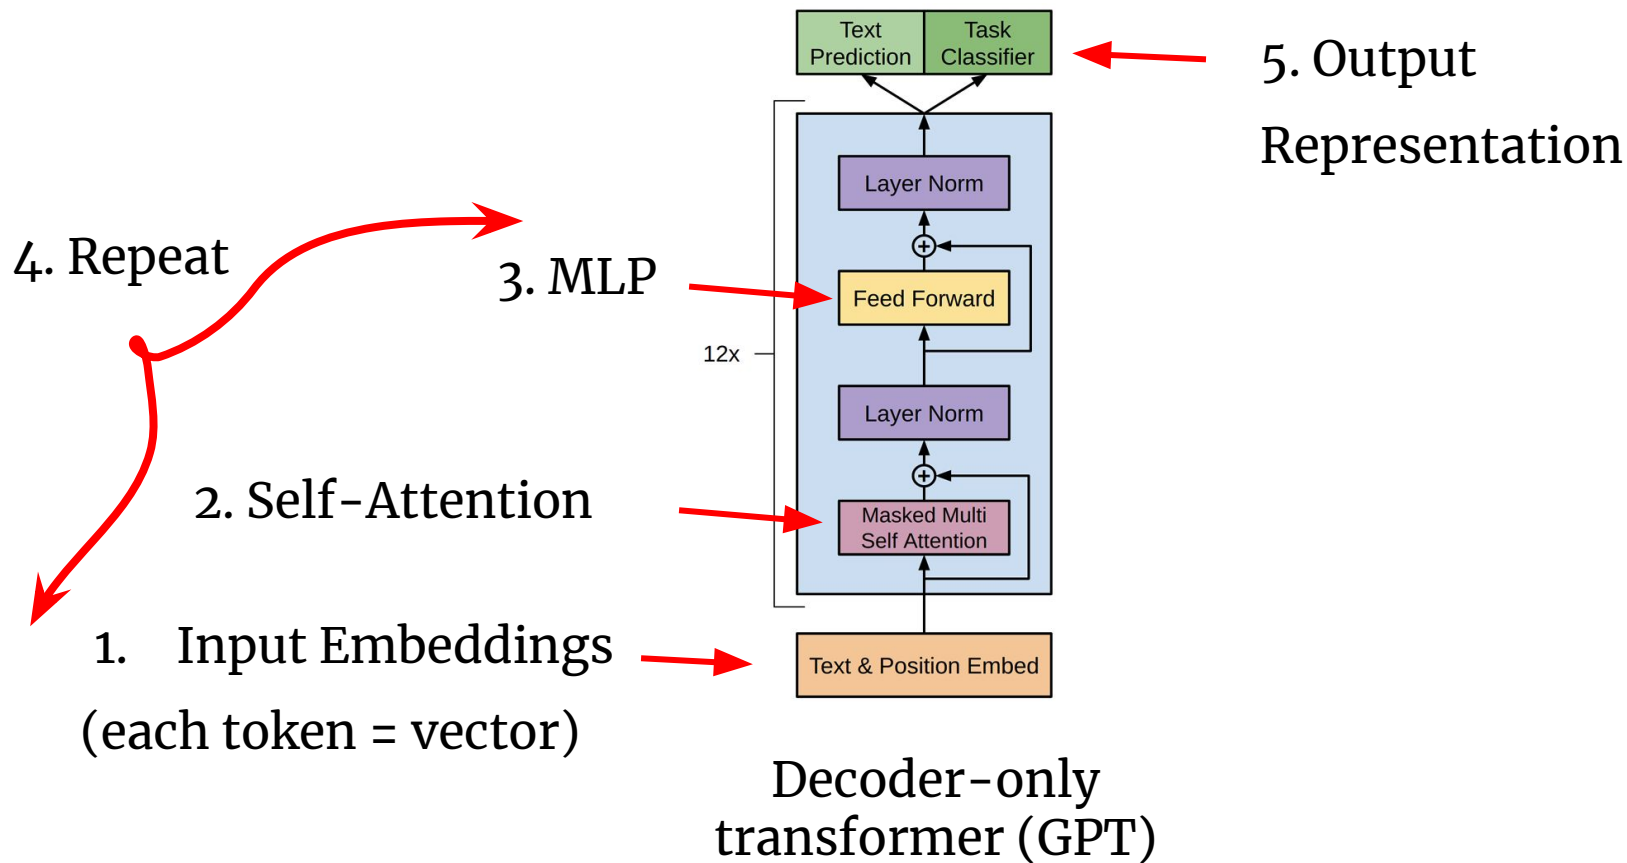 Text
Prediction
Task
Classifier
5. Output
Representation
Layer Norm
4. Repeat
3. MLP
Feed Forward
12x
Layer Norm
2. Self-Attention
Masked Multi
Self Attention
1. Input Embeddings
(each token = vector)
Text & Position Embed
Decoder-only
transformer (GPT)